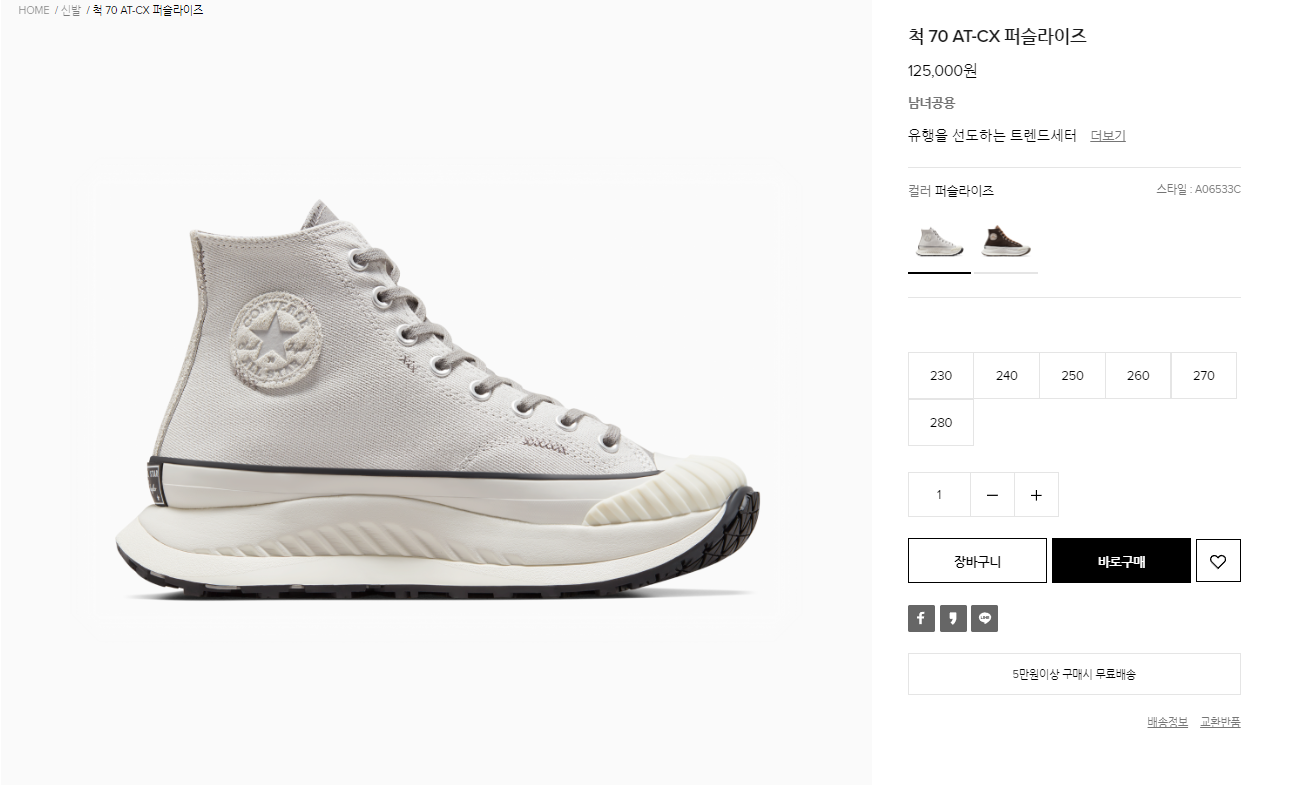 HOME / 신발 / 척 70 AT-CX 퍼슬라이즈
CONVERSE
ALL STAR
척 70 AT-CX 퍼슬라이즈
125,000원
남녀공용
유행을 선도하는 트렌드세터 더보기
컬러 퍼슬라이즈 스타일 : A06533C
230 240 250 260 270
280
1 − +
장바구니 바로구매
5만원이상 구매시 무료배송
배송정보 교환반품